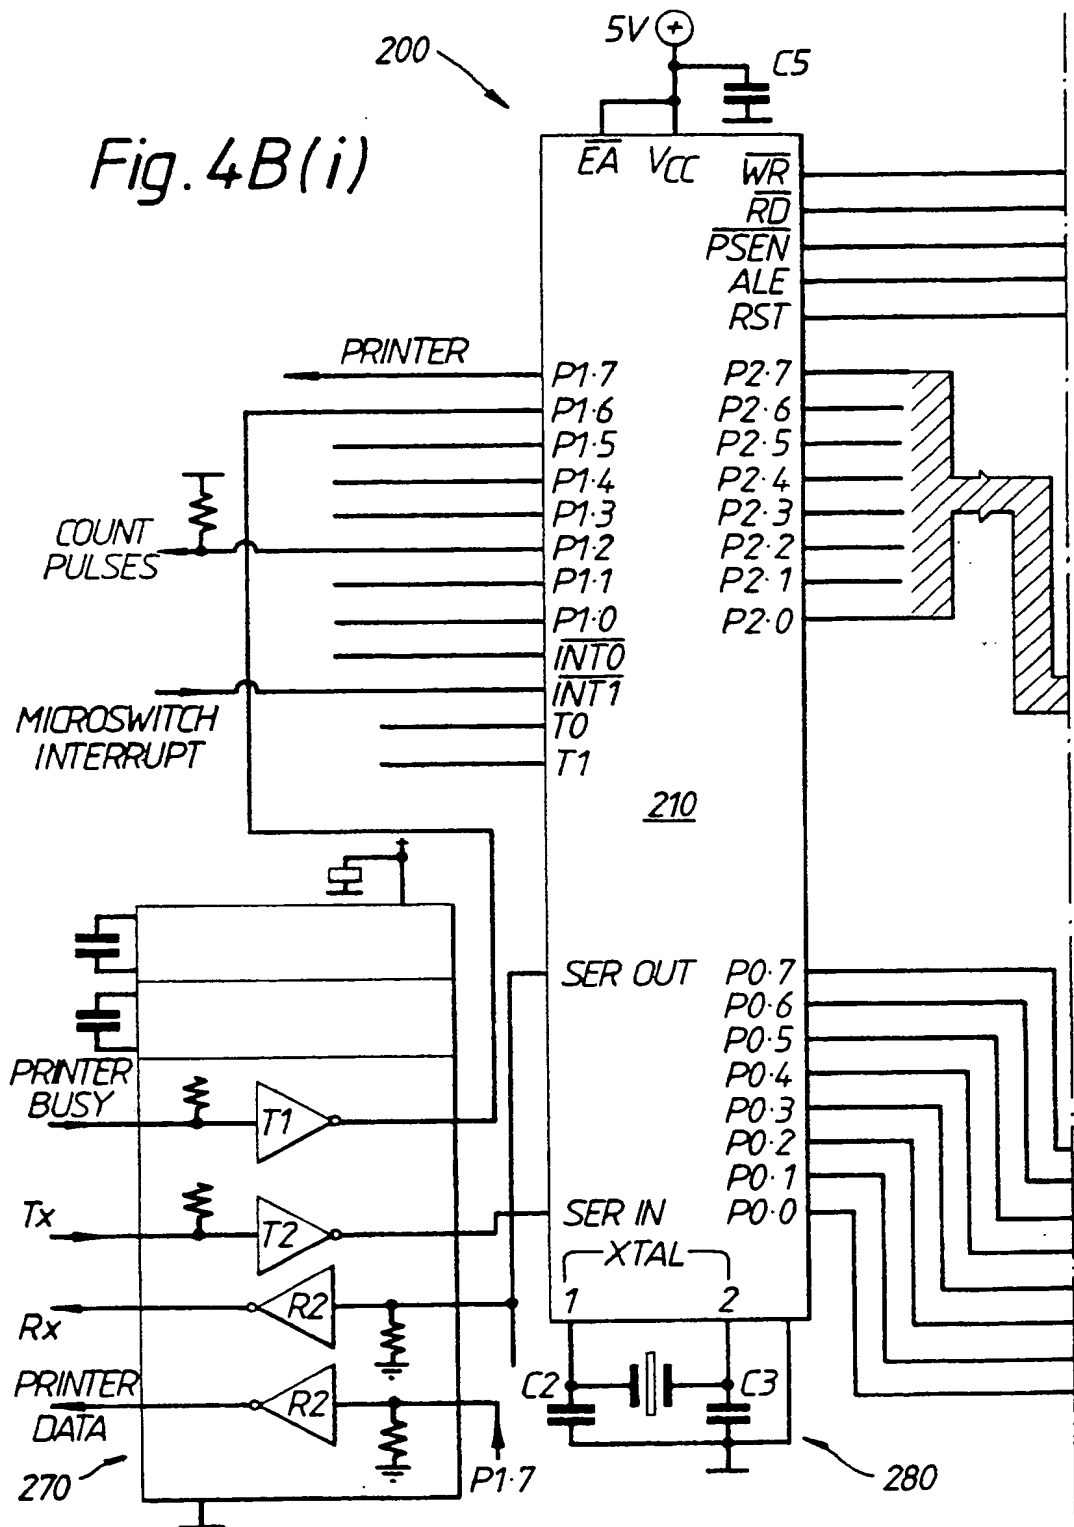 5V +
200
C5
Fig. 4B(i)
EA VCC WR
RD
PSEN
ALE
RST
PRINTER
P1·7 P2·7
P1·6 P2·6
P1·5 P2·5
P1·4 P2·4
P1·3 P2·3
COUNT
PULSES
P1·2 P2·2
P1·1 P2·1
P1·0 P2·0
INT0
INT1
MICROSWITCH
INTERRUPT
T0
T1
210
+
SER OUT P0·7
P0·6
P0·5
P0·4
P0·3
P0·2
P0·1
SER IN P0·0
PRINTER
BUSY
T1
Tx
T2
XTAL
1 2
R2
Rx
PRINTER
DATA
R2
C2 C3
270
P1·7
280